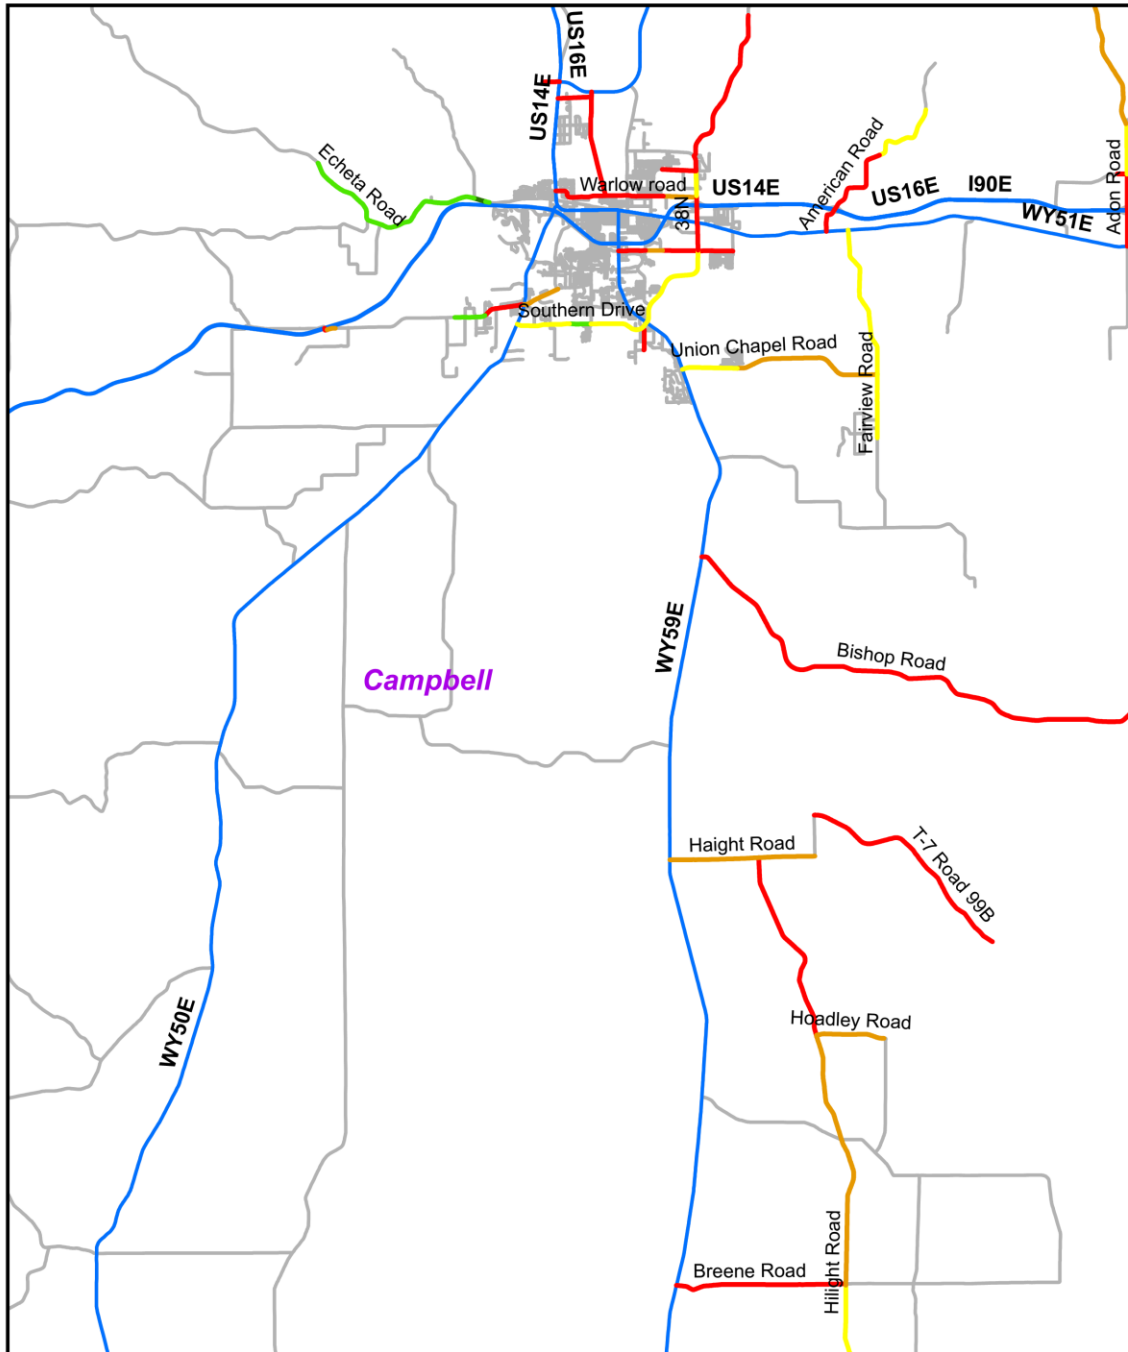 US16E
US14E
Echeta Road
Warlow road
US14E
38N
American Road
US16E
I90E
WY51E
Adon Road
Southern Drive
Union Chapel Road
Fairview Road
WY59E
Bishop Road
Campbell
Haight Road
T-7 Road 99B
Hoadley Road
WY50E
Breene Road
Hilight Road